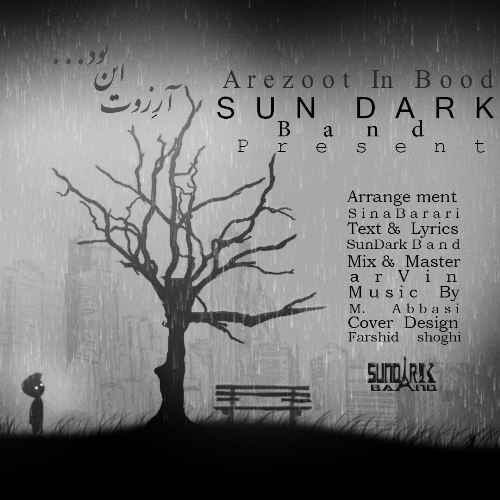 آرزوت
این
بود...
Arezoot In Bood
SUN DARK
Band
Present
Arrange ment
SinaBarari
Text & Lyrics
SunDark Band
Mix & Master
arVin
Music By
M. Abbasi
Cover Design
Farshid shoghi
SUNDARK
BAAND